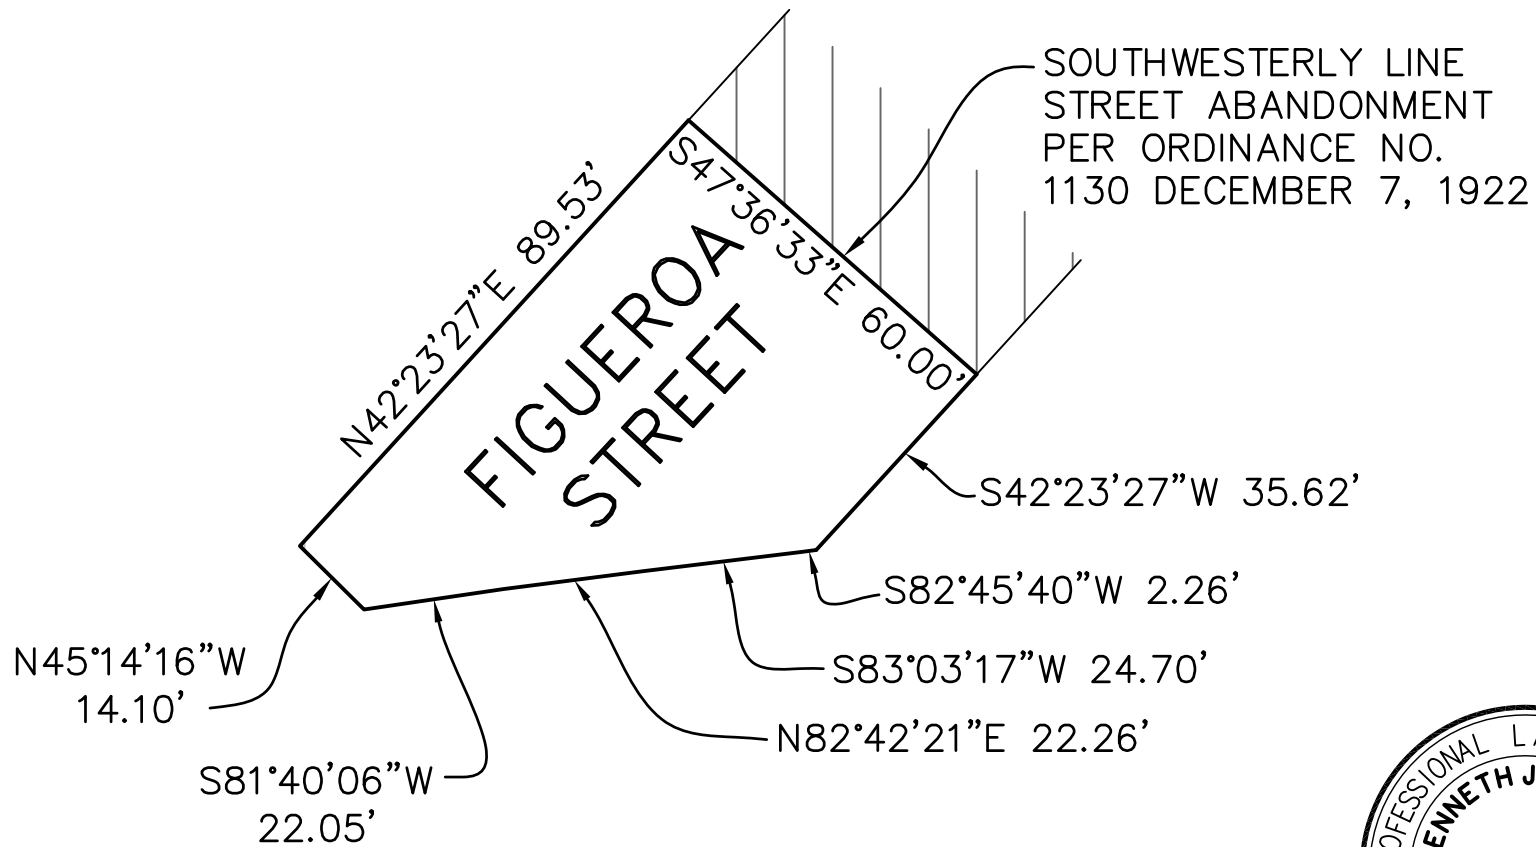 SOUTHWESTERLY LINE
STREET ABANDONMENT
PER ORDINANCE NO.
1130 DECEMBER 7, 1922
S47°36'33"E 60.00'
N42°23'27"E 89.53'
FIGUEROA
STREET
S42°23'27"W 35.62'
S82°45'40"W 2.26'
S83°03'17"W 24.70'
N82°42'21"E 22.26'
N45°14'16"W
14.10'
S81°40'06"W
22.05'